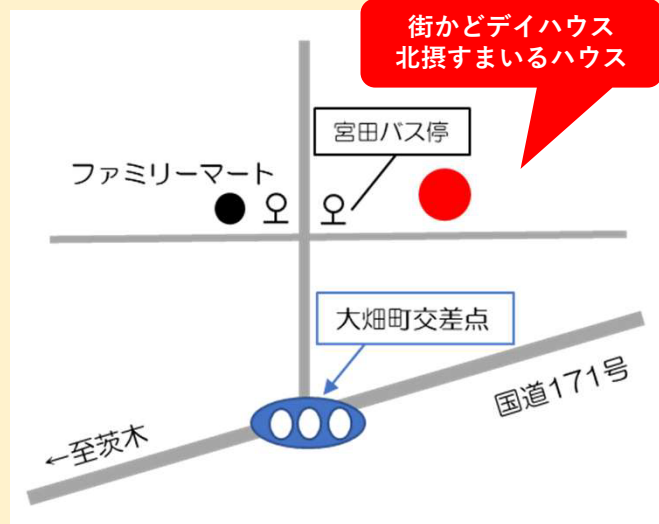 街かどデイハウス
北摂すまいるハウス
宮田バス停
ファミリーマート
大畑町交差点
国道171号
←至茨木